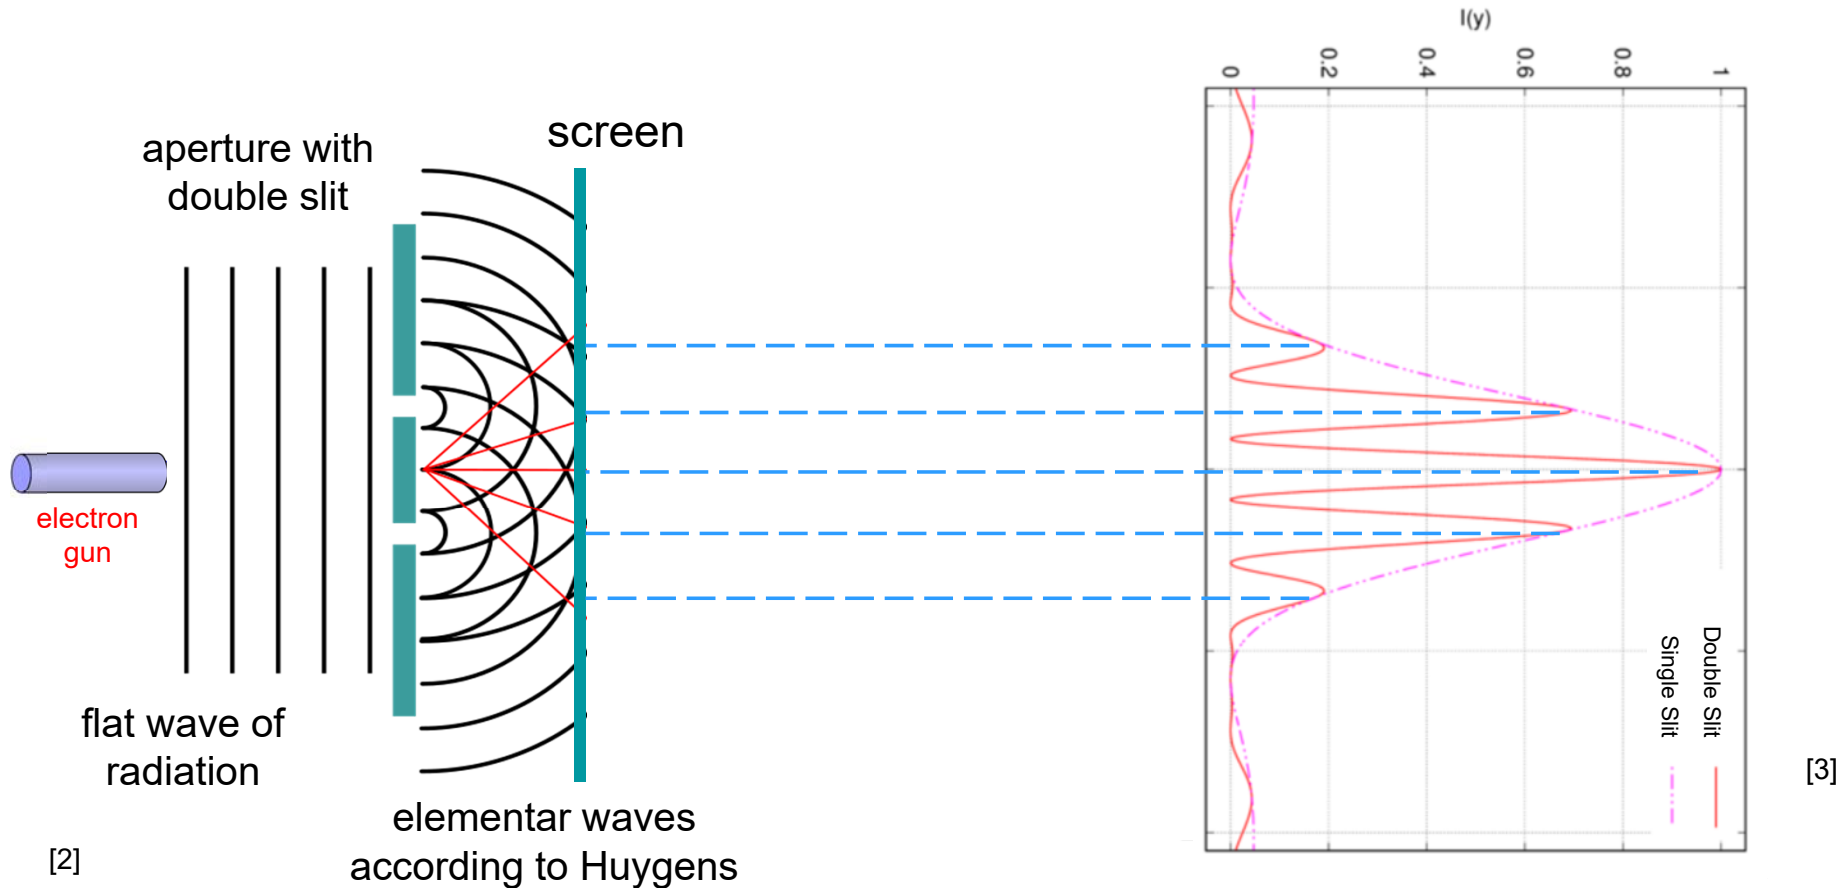 aperture with
double slit
screen
electron
gun
flat wave of
radiation
elementar waves
according to Huygens
[2]
I(y)
0
0.2
0.4
0.6
0.8
1
Double Slit
Single Slit
[3]